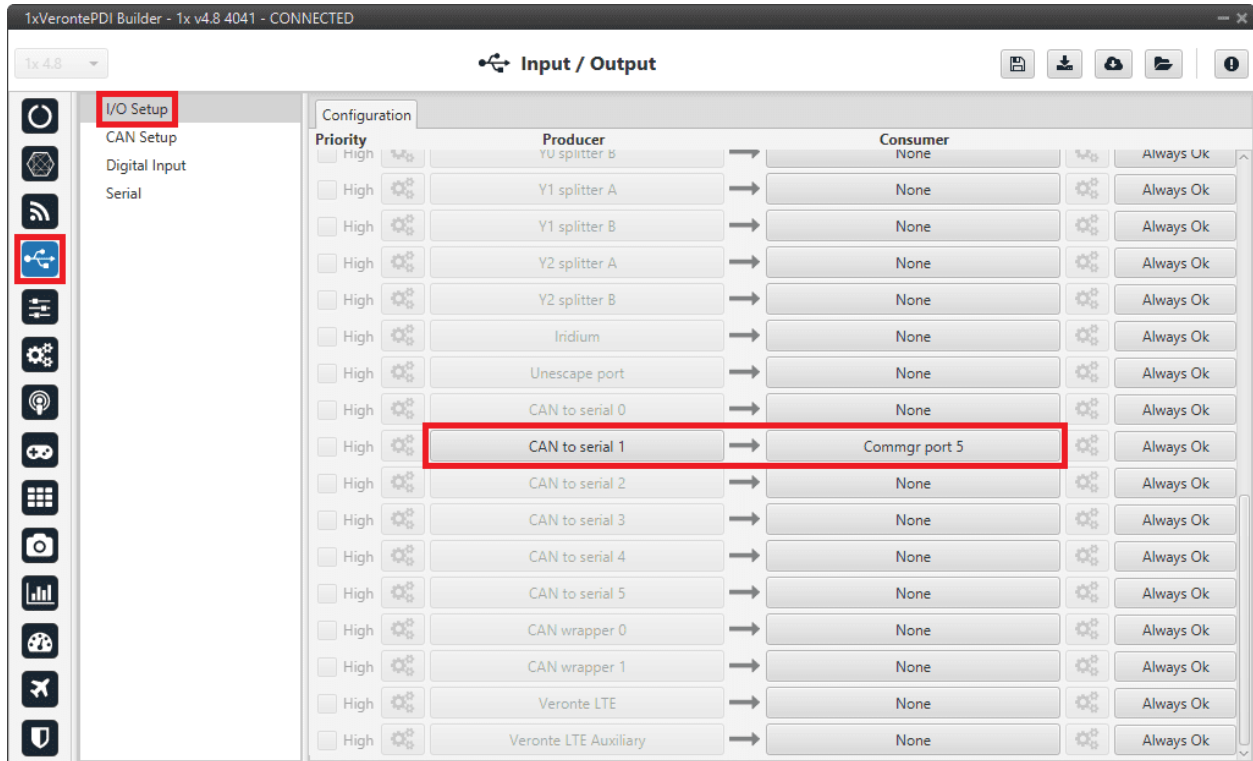 1xVerontePDI Builder - 1x v4.8 4041 - CONNECTED
1x 4.8
Input / Output
I/O Setup
CAN Setup
Digital Input
Serial
Configuration
Priority Producer Consumer
High Y0 splitter B None Always Ok
High Y1 splitter A None Always Ok
High Y1 splitter B None Always Ok
High Y2 splitter A None Always Ok
High Y2 splitter B None Always Ok
High Iridium None Always Ok
High Unescape port None Always Ok
High CAN to serial 0 None Always Ok
High CAN to serial 1 Commgr port 5 Always Ok
High CAN to serial 2 None Always Ok
High CAN to serial 3 None Always Ok
High CAN to serial 4 None Always Ok
High CAN to serial 5 None Always Ok
High CAN wrapper 0 None Always Ok
High CAN wrapper 1 None Always Ok
High Veronte LTE None Always Ok
High Veronte LTE Auxiliary None Always Ok